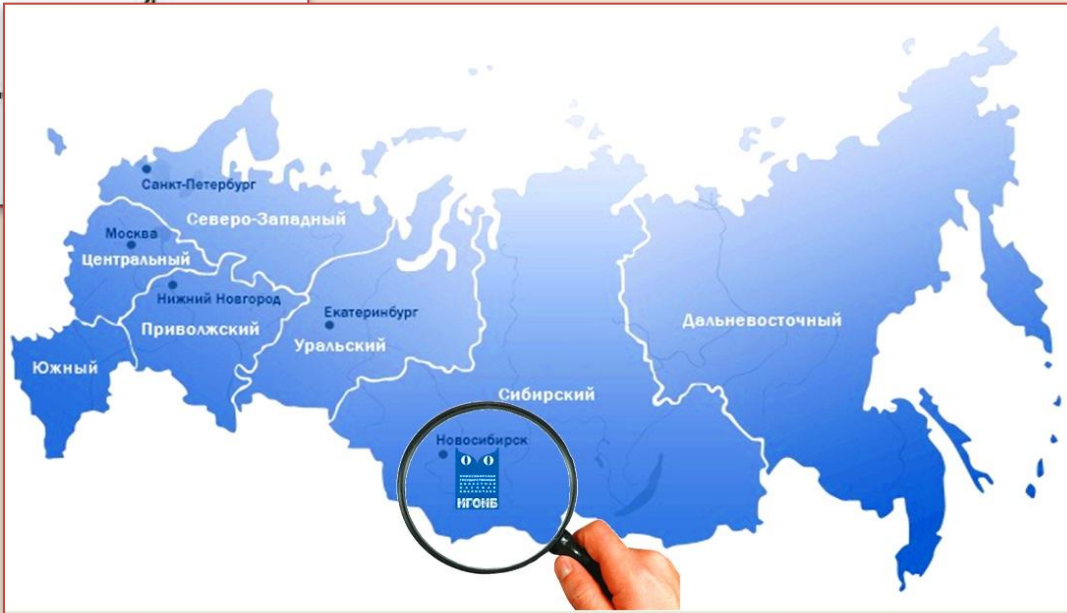 Санкт-Петербург
Северо-Западный
Москва
Центральный
Нижний Новгород
Приволжский
Екатеринбург
Уральский
Южный
Дальневосточный
Сибирский
Новосибирск
НГОНБ